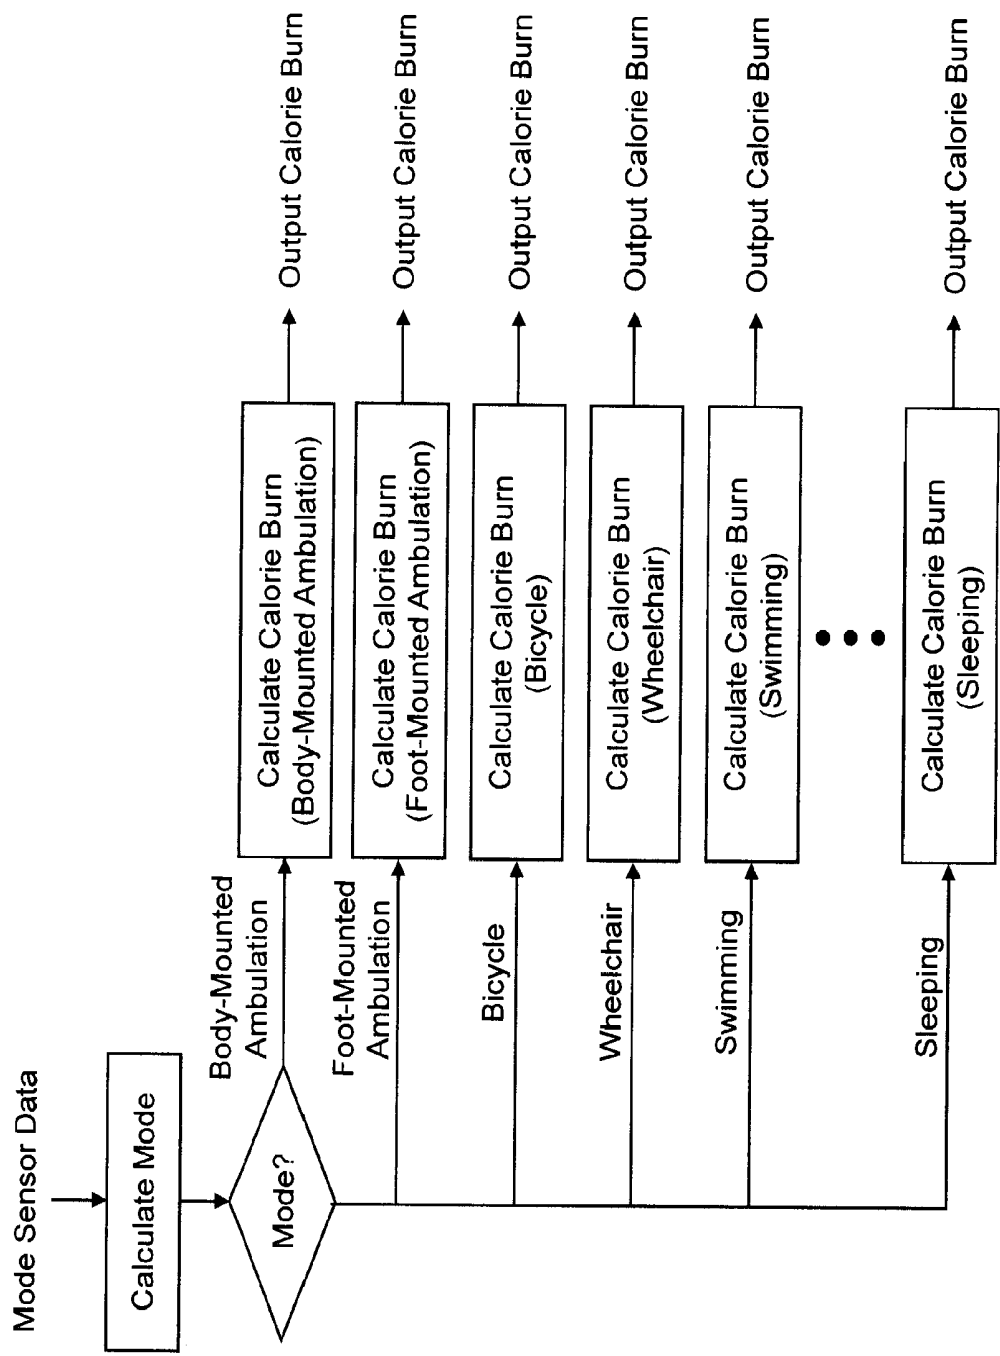 Mode Sensor Data
Calculate Mode
Mode?
Body-Mounted
Ambulation
Calculate Calorie Burn
(Body-Mounted Ambulation)
Output Calorie Burn
Foot-Mounted
Ambulation
Calculate Calorie Burn
(Foot-Mounted Ambulation)
Output Calorie Burn
Bicycle
Calculate Calorie Burn
(Bicycle)
Output Calorie Burn
Wheelchair
Calculate Calorie Burn
(Wheelchair)
Output Calorie Burn
Swimming
Calculate Calorie Burn
(Swimming)
Output Calorie Burn
Sleeping
Calculate Calorie Burn
(Sleeping)
Output Calorie Burn